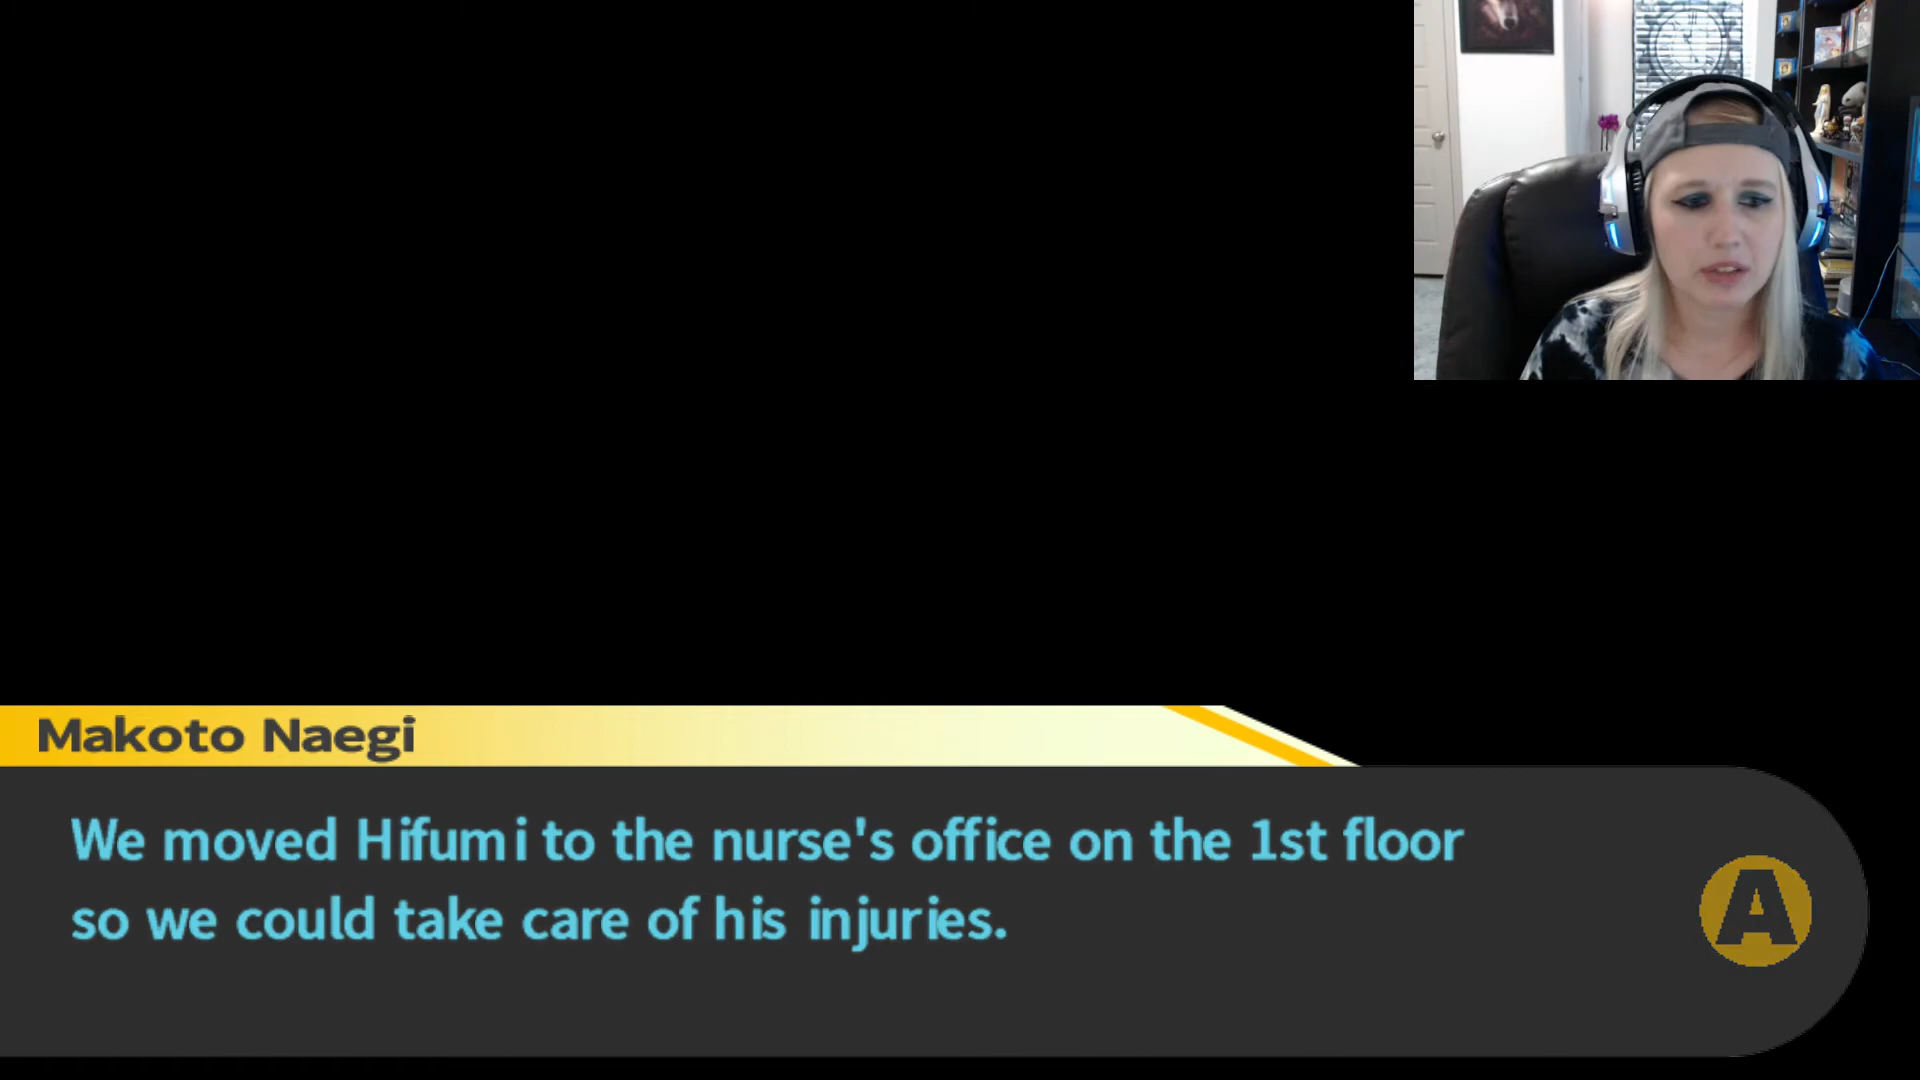 Makoto Naegi
We moved Hifumi to the nurse's office on the 1st floor
so we could take care of his injuries.
A